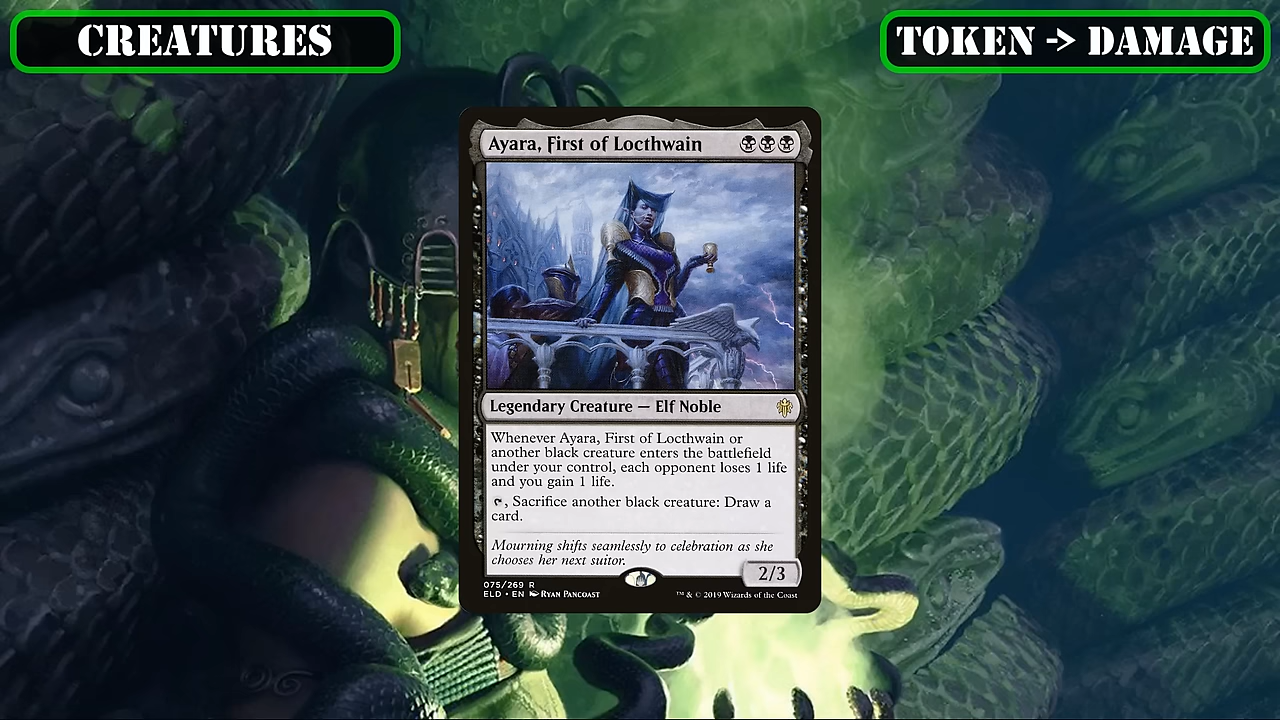 CREATURES
TOKEN -> DAMAGE
Ayara, First of Locthwain
Legendary Creature — Elf Noble
Whenever Ayara, First of Locthwain or
another black creature enters the battlefield
under your control, each opponent loses 1 life
and you gain 1 life.
, Sacrifice another black creature: Draw a
card.
Mourning shifts seamlessly to celebration as she
chooses her next suitor.
2/3
075/269 R
ELD • EN Ryan Pancoast
™ & © 2019 Wizards of the Coast